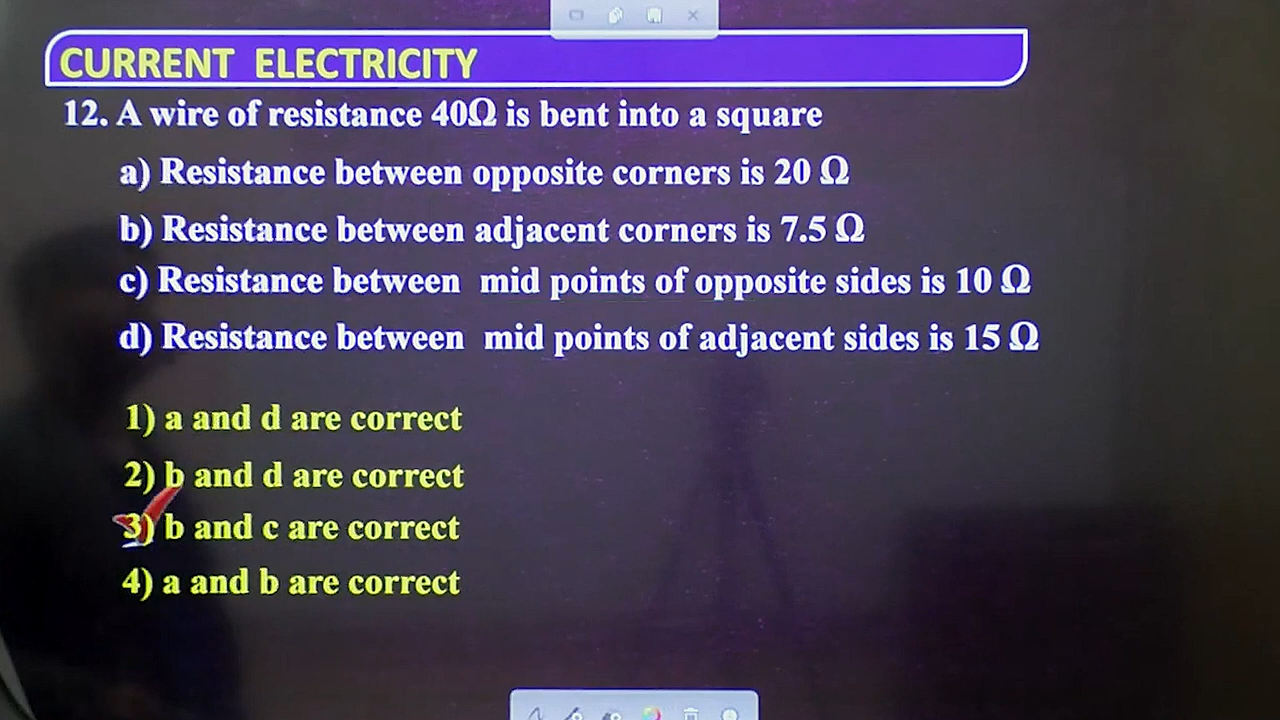 CURRENT ELECTRICITY
12. A wire of resistance 40Ω is bent into a square
a) Resistance between opposite corners is 20 Ω
b) Resistance between adjacent corners is 7.5 Ω
c) Resistance between mid points of opposite sides is 10 Ω
d) Resistance between mid points of adjacent sides is 15 Ω
1) a and d are correct
2) b and d are correct
3) b and c are correct
4) a and b are correct